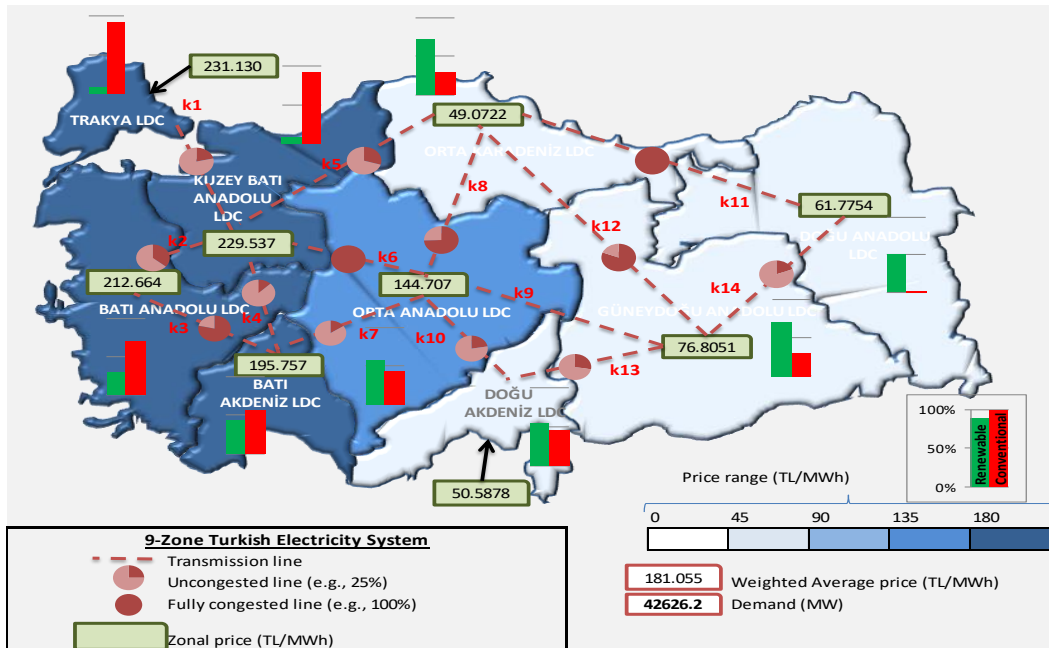 231.130
k1
TRAKYA LDC
49.0722
ORTA KARADENİZ LDC
k5
KUZEY BATI
ANADOLU
LDC
k8
k11
61.7754
DOĞU ANADOLU
LDC
k12
k2
229.537
k6
212.664
144.707
k9
k14
BATI ANADOLU LDC
k4
ORTA ANADOLU LDC
GÜNEYDOĞU ANADOLU LDC
k3
k7
k10
76.8051
195.757
k13
BATI
AKDENİZ LDC
DOĞU
AKDENİZ LDC
50.5878
100%
50%
0%
Renewable
Conventional
Price range (TL/MWh)
0 45 90 135 180
9-Zone Turkish Electricity System
Transmission line
Uncongested line (e.g., 25%)
Fully congested line (e.g., 100%)
Zonal price (TL/MWh)
181.055 Weighted Average price (TL/MWh)
42626.2 Demand (MW)